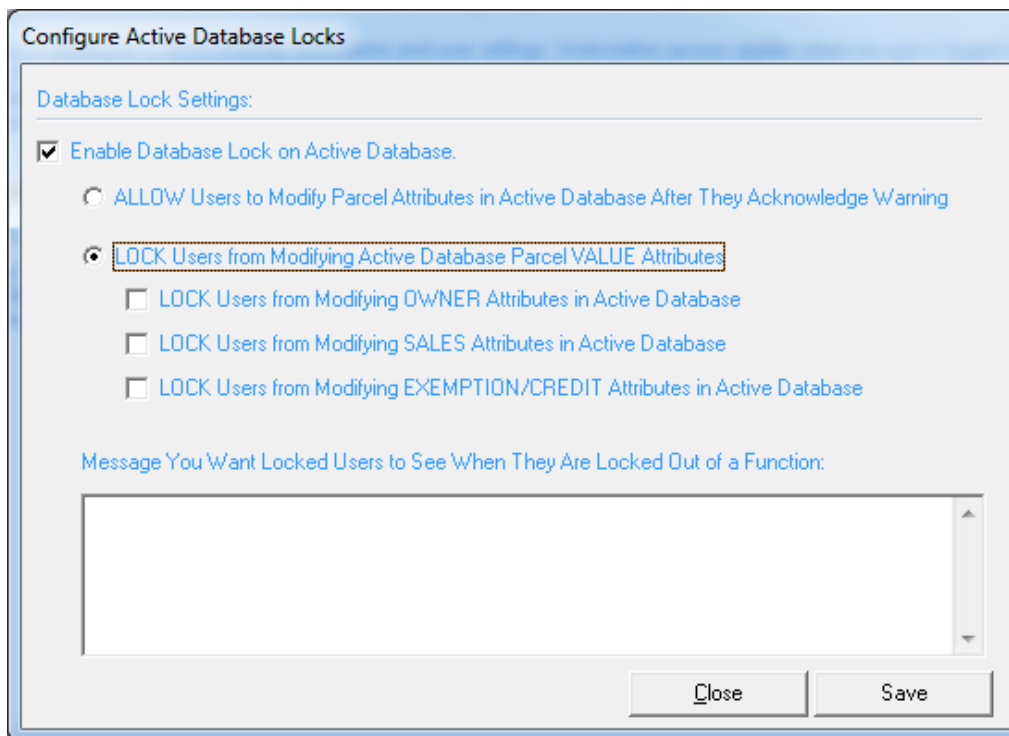 Configure Active Database Locks
Database Lock Settings:
Enable Database Lock on Active Database.
ALLOW Users to Modify Parcel Attributes in Active Database After They Acknowledge Warning
LOCK Users from Modifying Active Database Parcel VALUE Attributes
LOCK Users from Modifying OWNER Attributes in Active Database
LOCK Users from Modifying SALES Attributes in Active Database
LOCK Users from Modifying EXEMPTION/CREDIT Attributes in Active Database
Message You Want Locked Users to See When They Are Locked Out of a Function:
Close Save